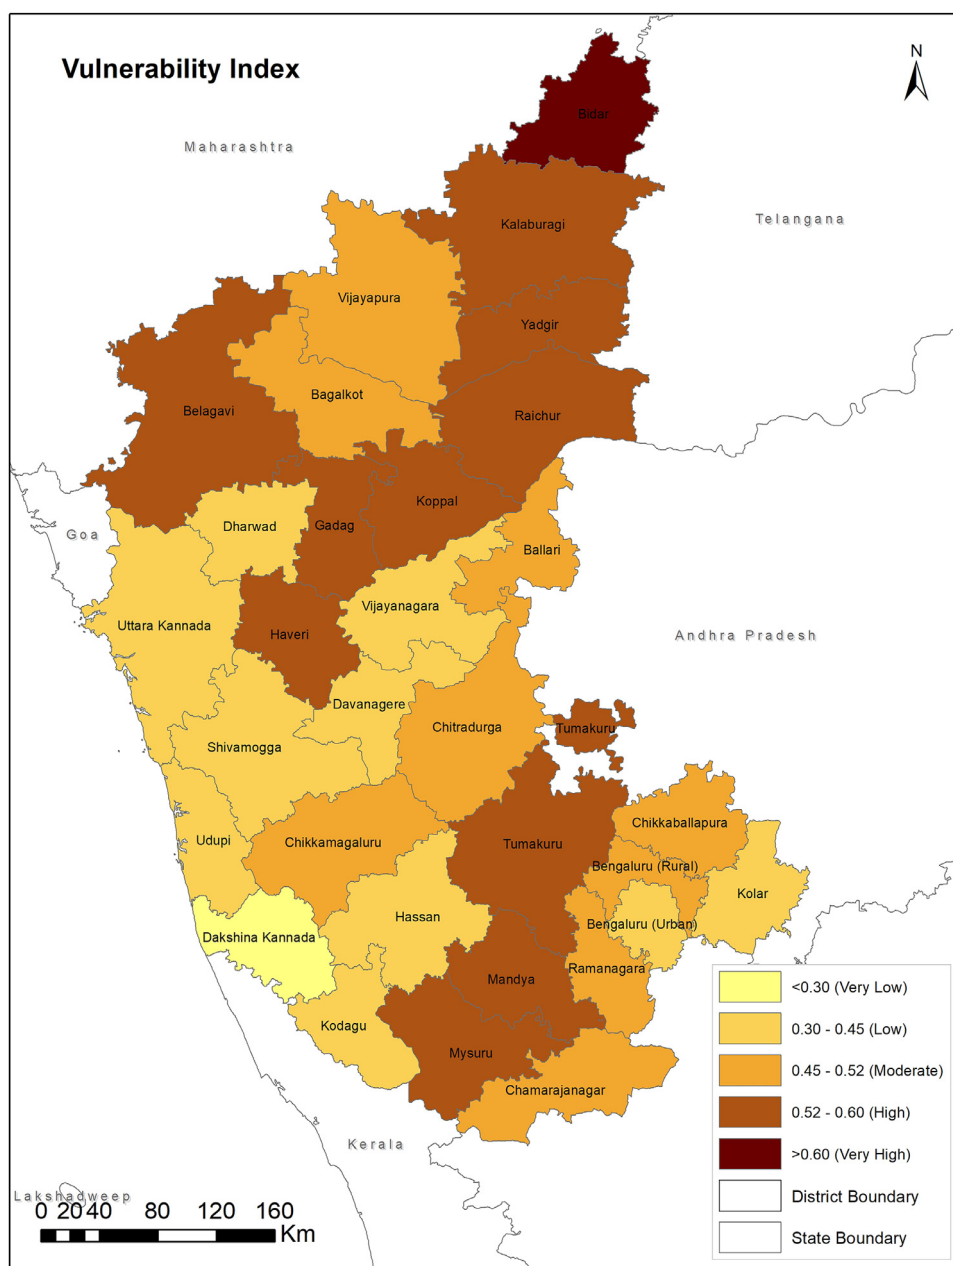 Vulnerability Index
N
Maharashtra
Bidar
Telangana
Kalaburagi
Vijayapura
Yadgir
Bagalkot
Belagavi
Raichur
Koppal
Gadag
Dharwad
Goa
Ballari
Vijayanagara
Uttara Kannada
Haveri
Andhra Pradesh
Davanagere
Chitradurga
Tumakuru
Shivamogga
Chikkaballapura
Udupi
Chikkamagaluru
Tumakuru
Bengaluru (Rural)
Kolar
Hassan
Bengaluru (Urban)
Dakshina Kannada
Ramanagara
Mandya
Kodagu
Mysuru
Chamarajanagar
Kerala
Lakshadweep
<0.30 (Very Low)
0.30 - 0.45 (Low)
0.45 - 0.52 (Moderate)
0.52 - 0.60 (High)
>0.60 (Very High)
District Boundary
State Boundary
0 20 40 80 120 160
Km